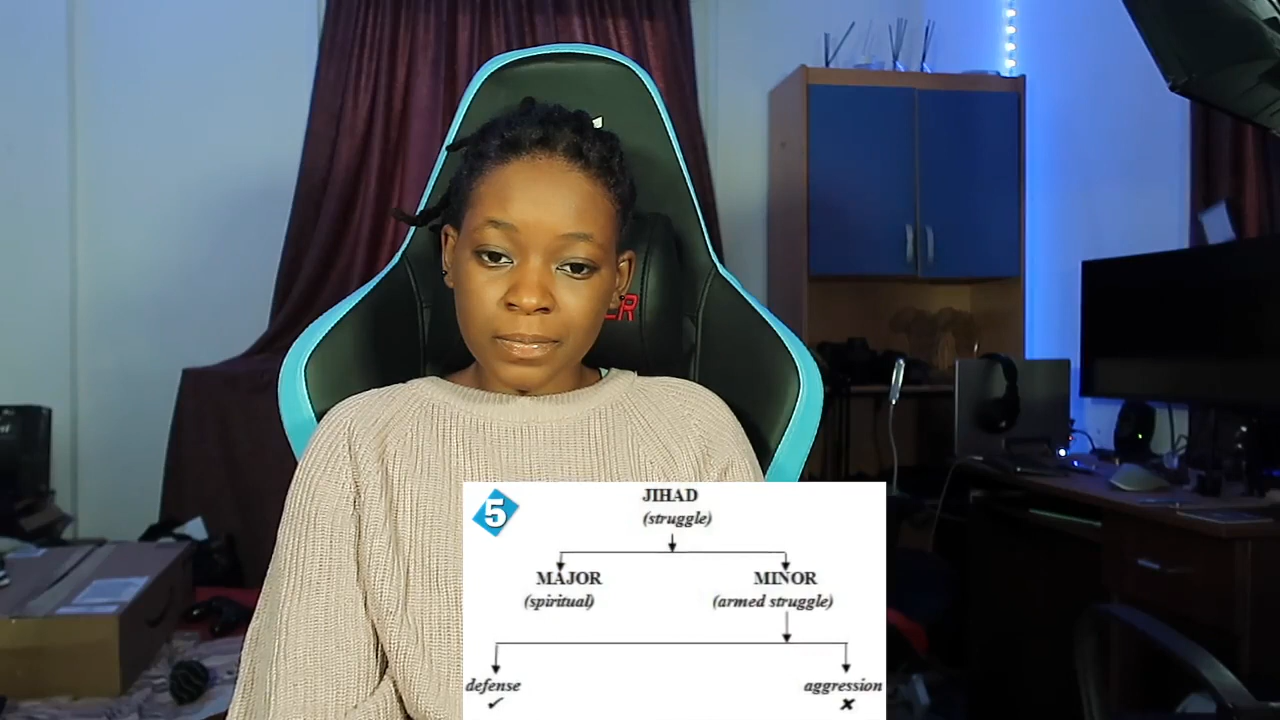 5
JIHAD
(struggle)
MAJOR
MINOR
(spiritual)
(armed struggle)
defense
aggression
✓
✗